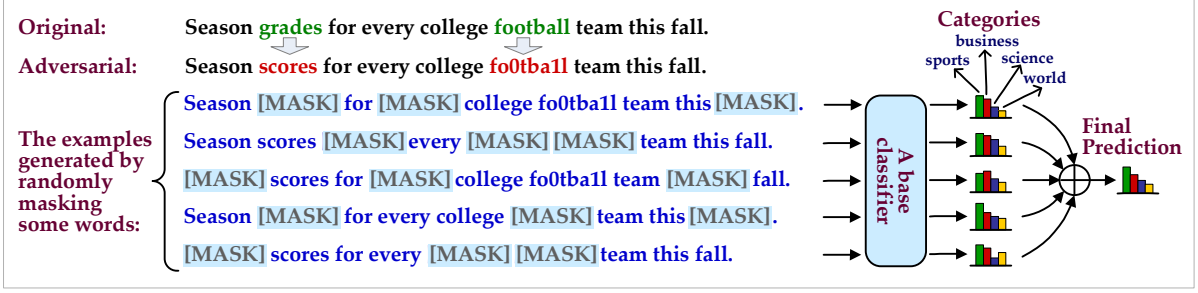 Original: Season grades for every college football team this fall.
Adversarial: Season scores for every college fo0tba1l team this fall.
The examples
generated by
randomly
masking
some words:
Season [MASK] for [MASK] college fo0tba1l team this [MASK].
Season scores [MASK] every [MASK] [MASK] team this fall.
[MASK] scores for [MASK] college fo0tba1l team [MASK] fall.
Season [MASK] for every college [MASK] team this [MASK].
[MASK] scores for every [MASK] [MASK] team this fall.
A base
classifier
Categories
business
sports
science
world
Final
Prediction